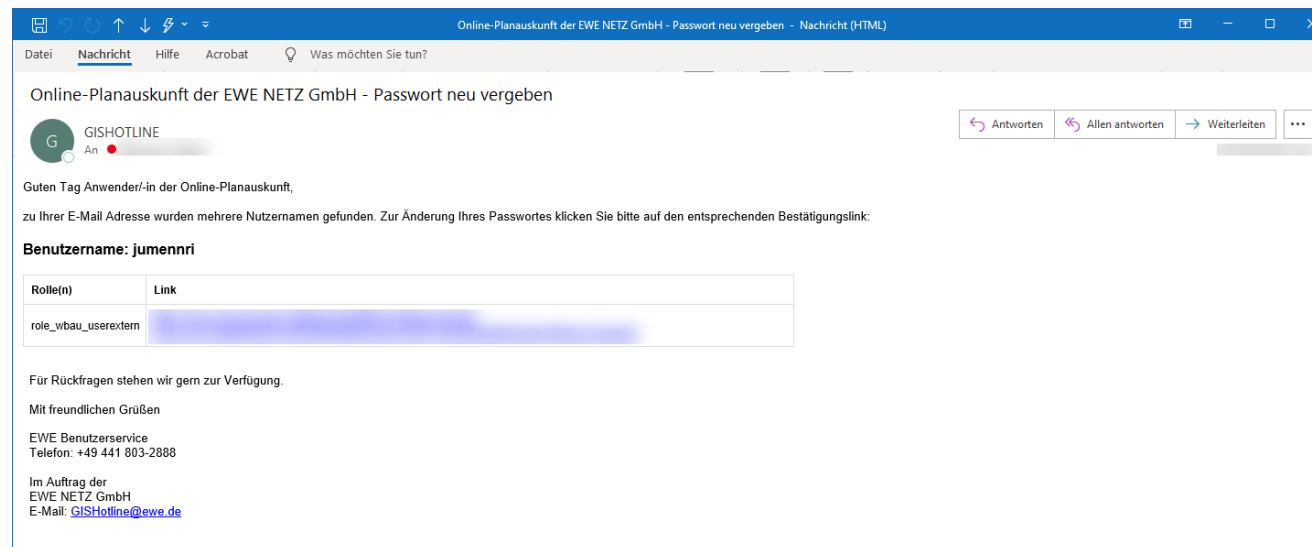 Online-Planauskunft der EWE NETZ GmbH - Passwort neu vergeben - Nachricht (HTML)
Datei Nachricht Hilfe Acrobat Was möchten Sie tun?
Online-Planauskunft der EWE NETZ GmbH - Passwort neu vergeben
G
GISHOTLINE
An
Antworten Allen antworten Weiterleiten
Guten Tag Anwender/-in der Online-Planauskunft,
zu Ihrer E-Mail Adresse wurden mehrere Nutzernamen gefunden. Zur Änderung Ihres Passwortes klicken Sie bitte auf den entsprechenden Bestätigungslink:
Benutzername: jumennri
Rolle(n) Link
role_wbau_userextern
Für Rückfragen stehen wir gern zur Verfügung.
Mit freundlichen Grüßen
EWE Benutzerservice
Telefon: +49 441 803-2888
Im Auftrag der
EWE NETZ GmbH
E-Mail: GISHotline@ewe.de